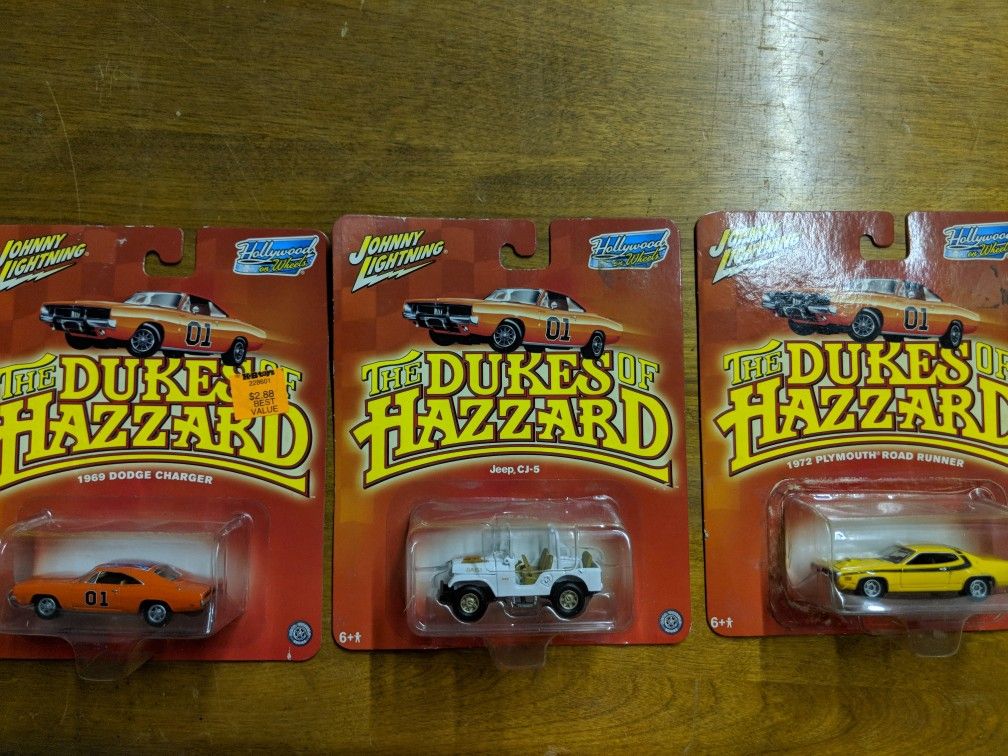 JOHNNY
LIGHTNING
Hollywood
on Wheels
01
THE DUKES OF
HAZZARD
228601
$2.88
BEST
VALUE
1969 DODGE CHARGER
01
JOHNNY
LIGHTNING
Hollywood
on Wheels
01
THE DUKES OF
HAZZARD
Jeep, CJ-5
6+
JOHNNY
LIGHTNING
Hollywood
on Wheels
01
THE DUKES OF
HAZZARD
1972 PLYMOUTH® ROAD RUNNER
6+